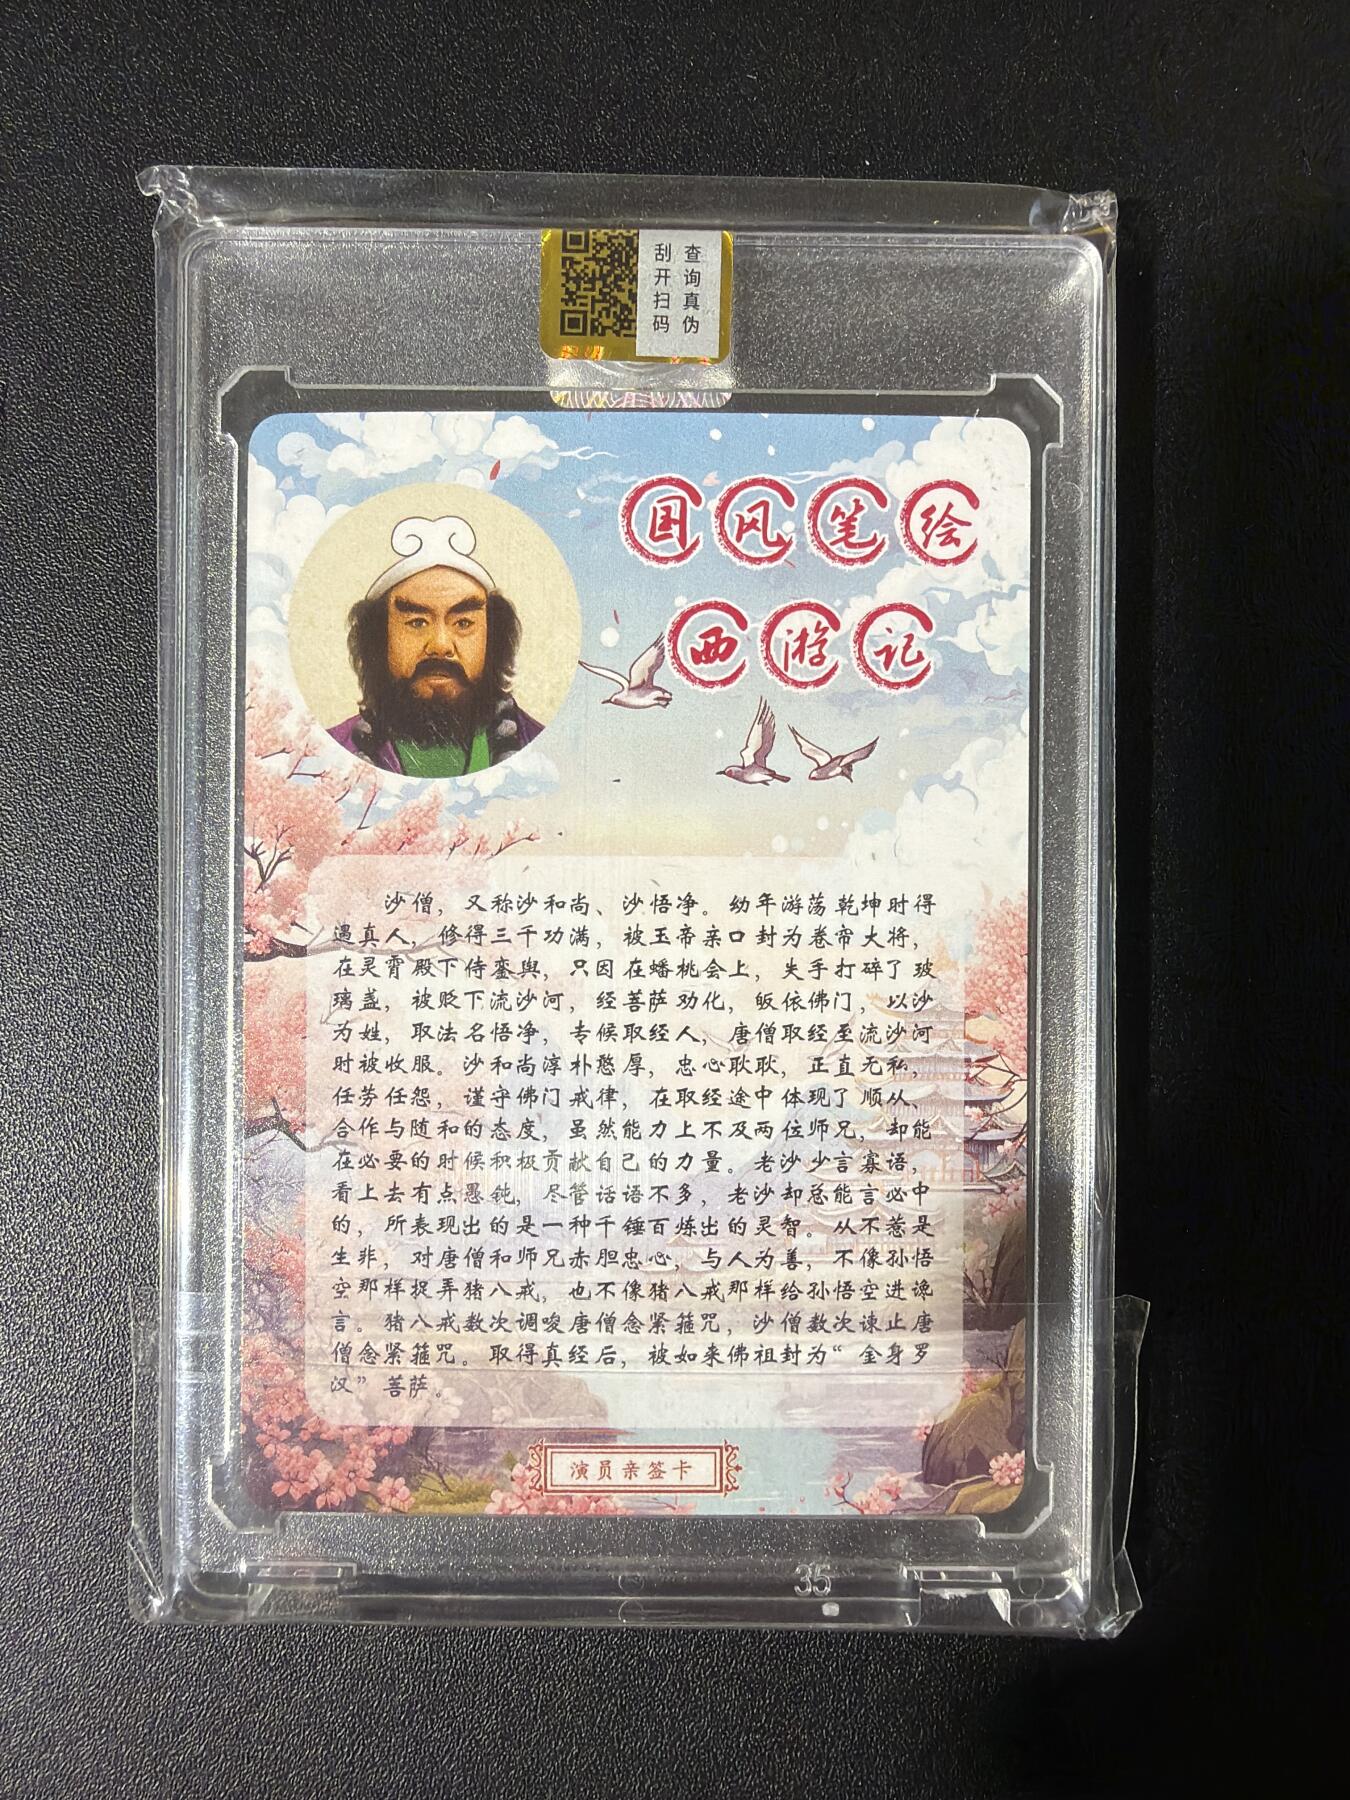 刮开扫码
查询真伪
国风笔绘
西游记
沙僧，又称沙和尚、沙悟净。幼年游荡乾坤时得
遇真人，修得三千功满，被玉帝亲口封为卷帘大将，
在灵霄殿下侍銮舆，只因在蟠桃会上，失手打碎了玻
璃盏，被贬下流沙河，经菩萨劝化，皈依佛门，以沙
为姓，取法名悟净，专候取经人，唐僧取经至流沙河
时被收服。沙和尚淳朴憨厚，忠心耿耿，正直无私，
任劳任怨，谨守佛门戒律，在取经途中体现了顺从、
合作与随和的态度，虽然能力上不及两位师兄，却能
在必要的时候积极贡献自己的力量。老沙少言寡语，
看上去有点愚钝，尽管话语不多，老沙却总能言必中
的，所表现出的是一种千锤百炼出的灵智。从不惹是
生非，对唐僧和师兄赤胆忠心，与人为善，不像孙悟
空那样捉弄猪八戒，也不像猪八戒那样给孙悟空进谗
言。猪八戒数次调唆唐僧念紧箍咒，沙僧数次谏止唐
僧念紧箍咒。取得真经后，被如来佛祖封为“金身罗
汉”菩萨。
演员亲签卡
35